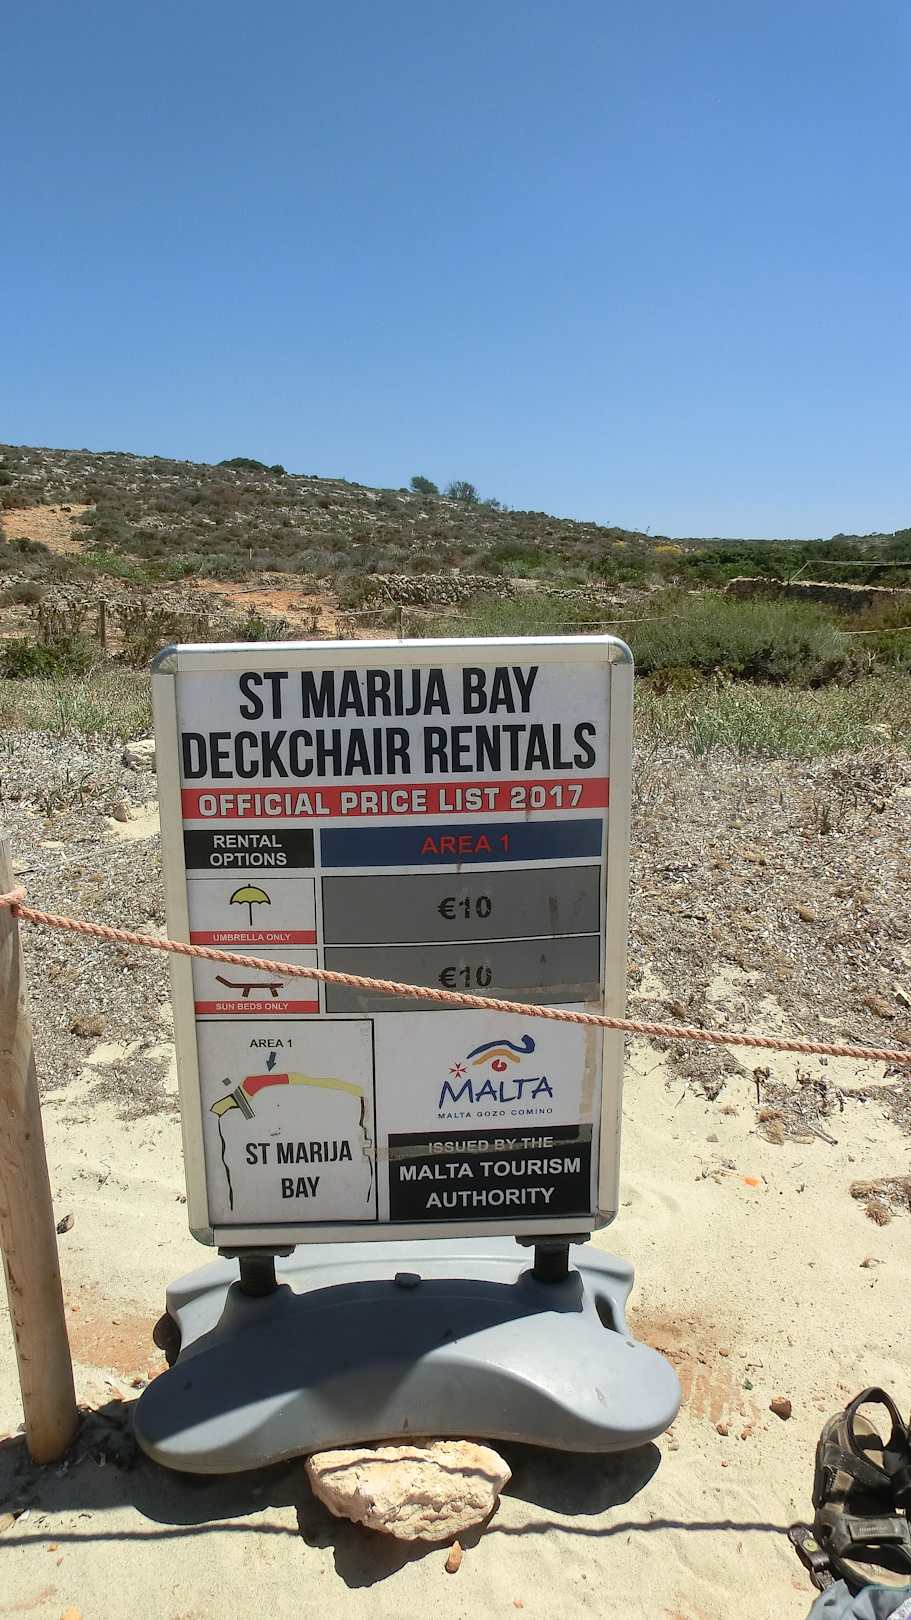 ST MARIJA BAY
DECKCHAIR RENTALS
OFFICIAL PRICE LIST 2017
RENTAL
OPTIONS
AREA 1
UMBRELLA ONLY
€10
SUN BEDS ONLY
€10
AREA 1
ST MARIJA
BAY
MALTA
MALTA GOZO COMINO
ISSUED BY THE
MALTA TOURISM
AUTHORITY